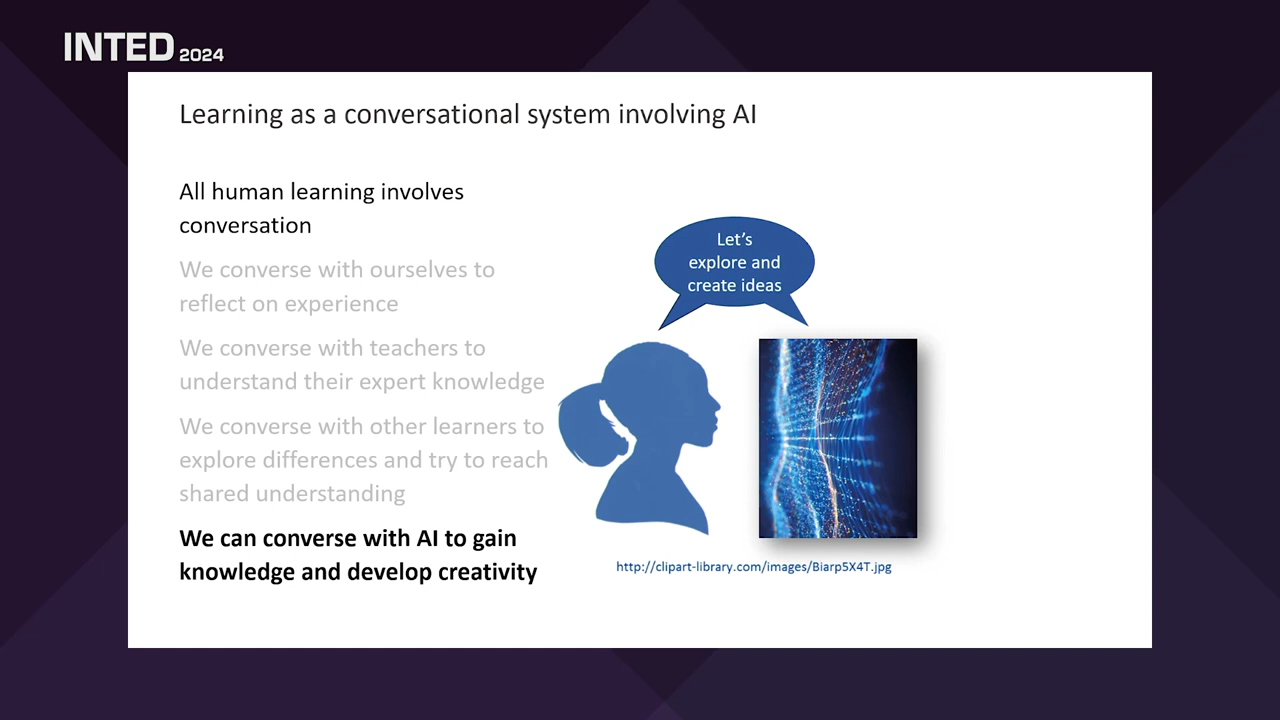 INTED 2024
Learning as a conversational system involving AI
All human learning involves
conversation
We converse with ourselves to
reflect on experience
We converse with teachers to
understand their expert knowledge
We converse with other learners to
explore differences and try to reach
shared understanding
We can converse with AI to gain
knowledge and develop creativity
Let’s
explore and
create ideas
http://clipart-library.com/images/Biarp5X4T.jpg